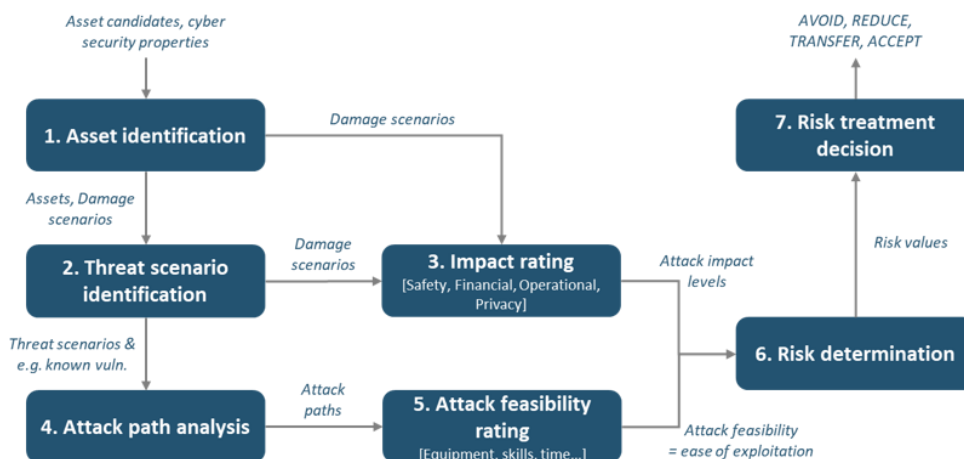 Asset candidates, cyber
security properties
1. Asset identification
Damage scenarios
Assets, Damage
scenarios
2. Threat scenario
identification
Damage
scenarios
3. Impact rating
[Safety, Financial, Operational,
Privacy]
Attack impact
levels
Threat scenarios &
e.g. known vuln.
4. Attack path analysis
Attack
paths
5. Attack feasibility
rating
[Equipment, skills, time...]
Attack feasibility
= ease of exploitation
6. Risk determination
Risk values
7. Risk treatment
decision
AVOID, REDUCE,
TRANSFER, ACCEPT